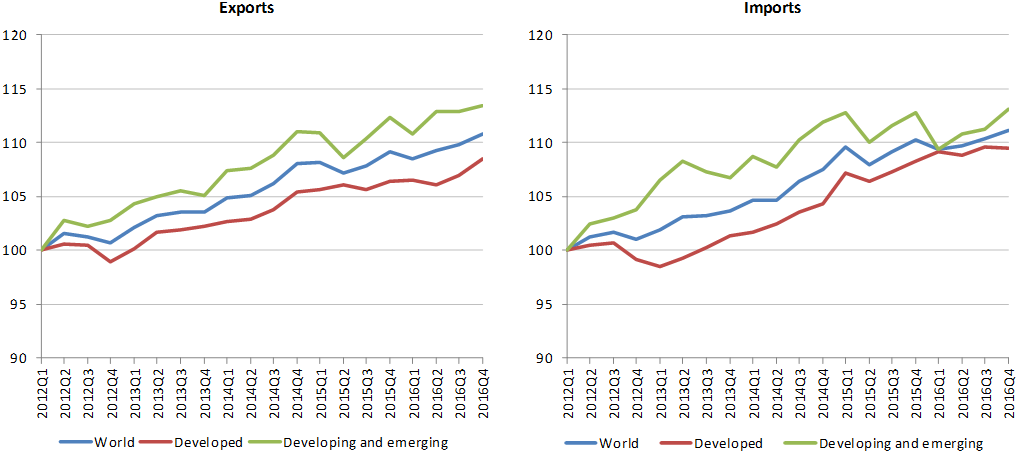 Exports
120
115
110
105
100
95
90
2012Q1
2012Q2
2012Q3
2012Q4
2013Q1
2013Q2
2013Q3
2013Q4
2014Q1
2014Q2
2014Q3
2014Q4
2015Q1
2015Q2
2015Q3
2015Q4
2016Q1
2016Q2
2016Q3
2016Q4
World Developed Developing and emerging
Imports
120
115
110
105
100
95
90
2012Q1
2012Q2
2012Q3
2012Q4
2013Q1
2013Q2
2013Q3
2013Q4
2014Q1
2014Q2
2014Q3
2014Q4
2015Q1
2015Q2
2015Q3
2015Q4
2016Q1
2016Q2
2016Q3
2016Q4
World Developed Developing and emerging